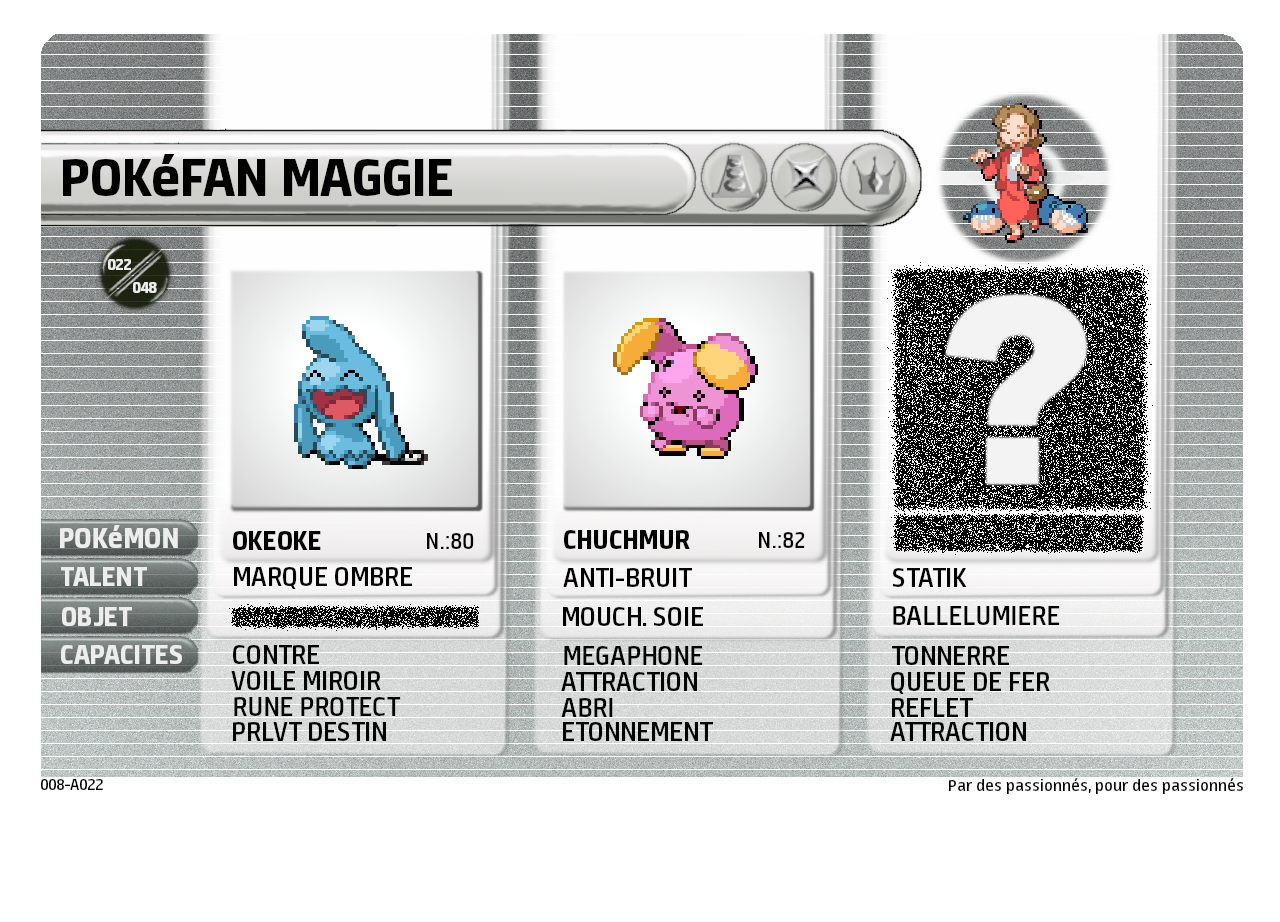 POKéFAN MAGGIE
022
048
?
POKéMON
OKEOKE N.:80
CHUCHMUR N.:82
TALENT
MARQUE OMBRE
ANTI-BRUIT
STATIK
OBJET
MOUCH. SOIE
BALLELUMIERE
CAPACITES
CONTRE
VOILE MIROIR
RUNE PROTECT
PRLVT DESTIN
MEGAPHONE
ATTRACTION
ABRI
ETONNEMENT
TONNERRE
QUEUE DE FER
REFLET
ATTRACTION
008-A022
Par des passionnés, pour des passionnés